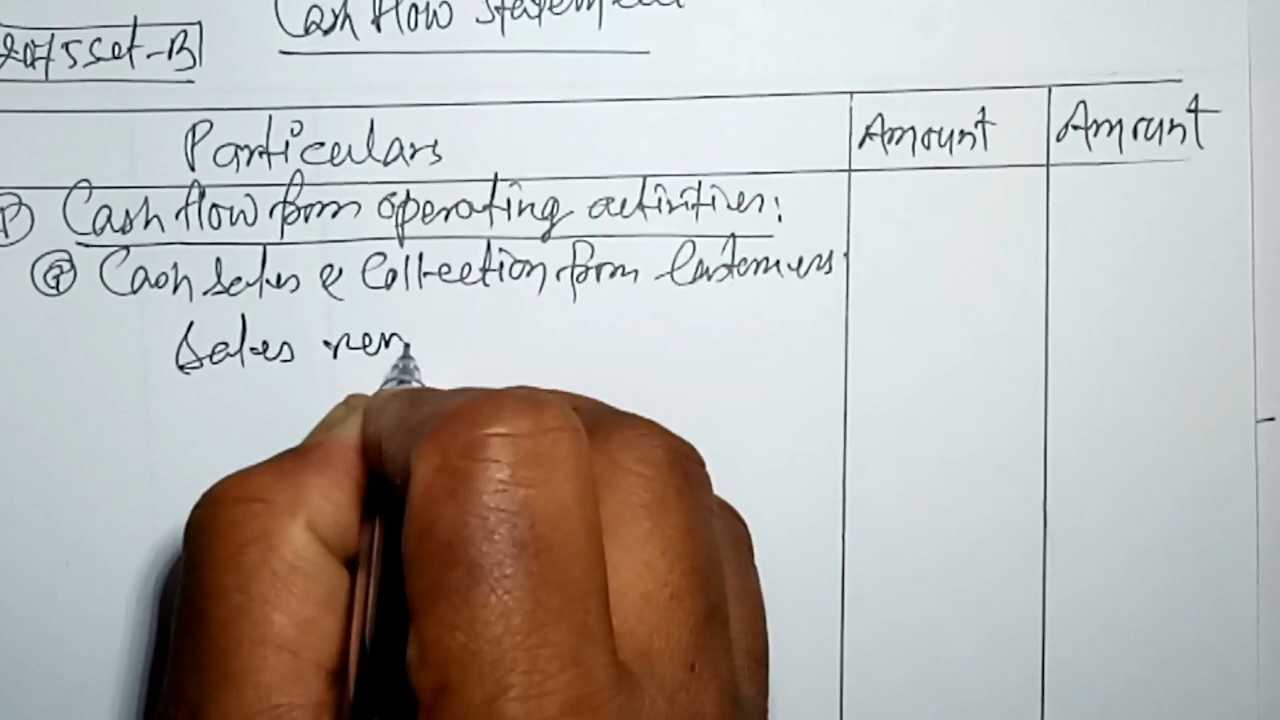 Cash flow statement
2075 Set-B
Particulars Amount Amount
Cash flow from operating activities:
@ Cash sales & Collection from Customers
Sales ren